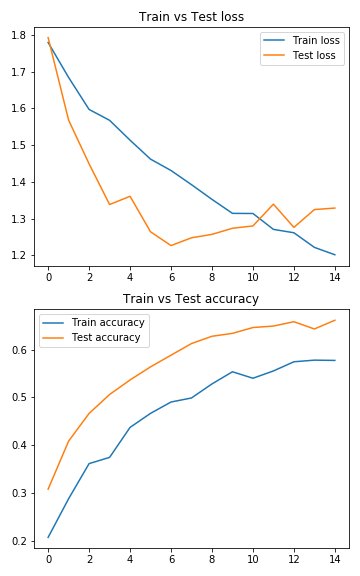 Train vs Test loss
1.8
1.7
1.6
1.5
1.4
1.3
1.2
Train loss
Test loss
0 2 4 6 8 10 12 14
Train vs Test accuracy
Train accuracy
Test accuracy
0.6
0.5
0.4
0.3
0.2
0 2 4 6 8 10 12 14